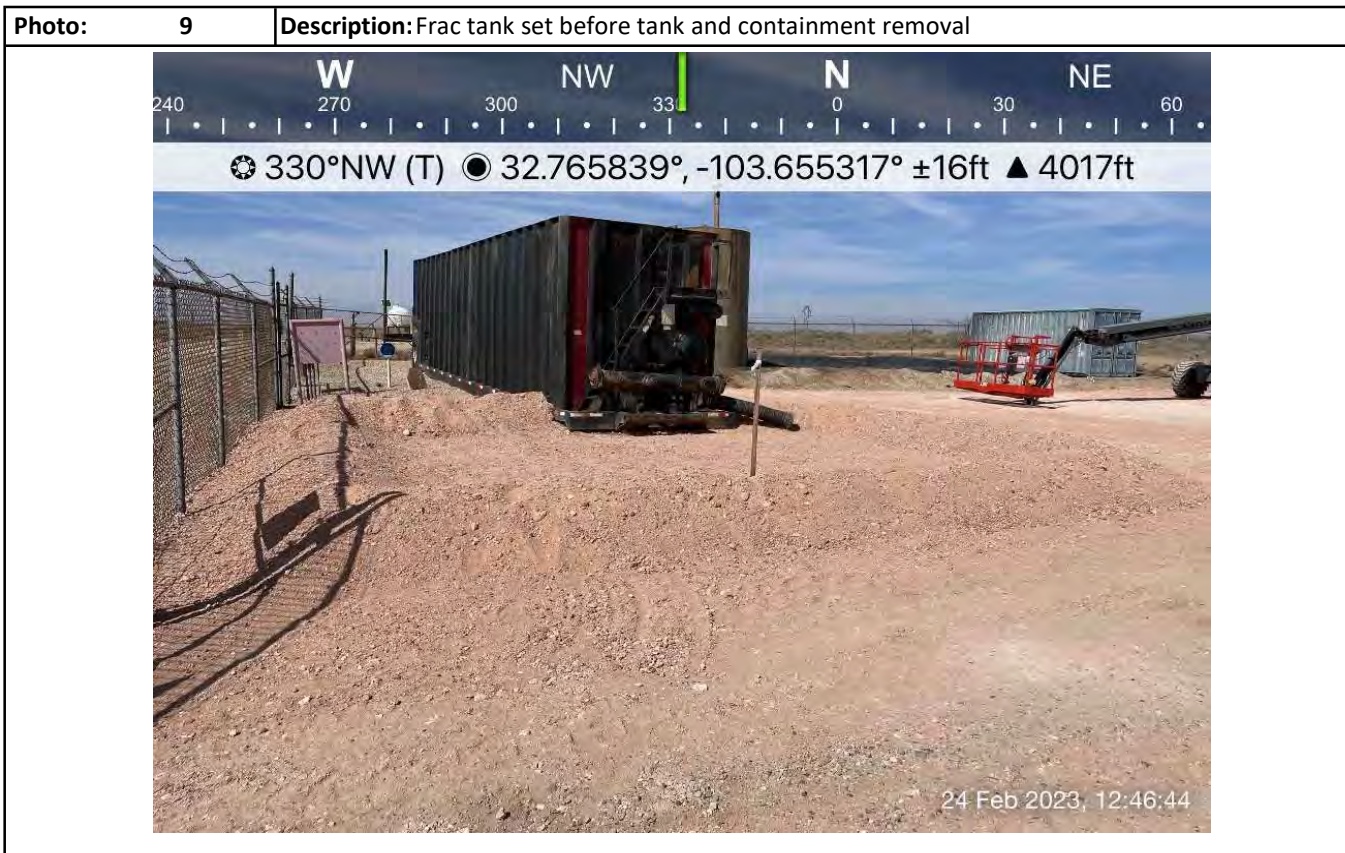 Photo: 9 Description: Frac tank set before tank and containment removal
W NW N NE
240 270 300 330 0 30 60
330°NW (T) 32.765839°, -103.655317° ±16ft ▲ 4017ft
24 Feb 2023, 12:46:44